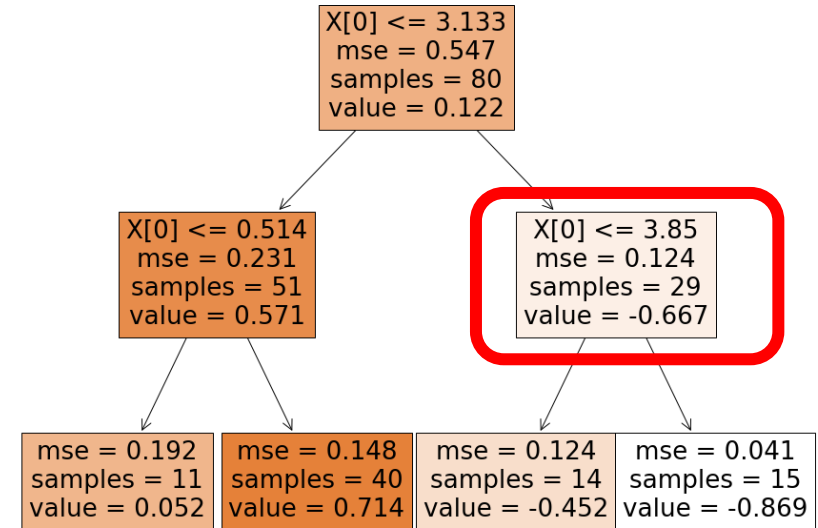 X[0] <= 3.133
mse = 0.547
samples = 80
value = 0.122
X[0] <= 0.514
mse = 0.231
samples = 51
value = 0.571
X[0] <= 3.85
mse = 0.124
samples = 29
value = -0.667
mse = 0.192
samples = 11
value = 0.052
mse = 0.148
samples = 40
value = 0.714
mse = 0.124
samples = 14
value = -0.452
mse = 0.041
samples = 15
value = -0.869